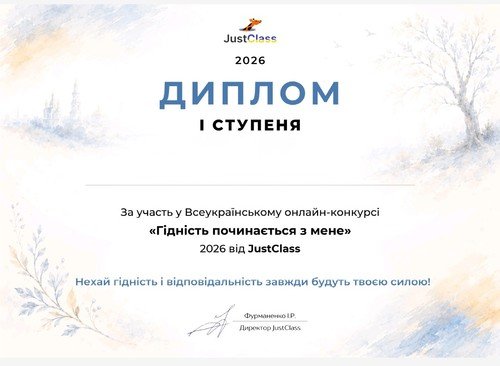 JustClass
2026
ДИПЛОМ
І СТУПЕНЯ
За участь у Всеукраїнському онлайн-конкурсі
«Гідність починається з мене»
2026 від JustClass
Нехай гідність і відповідальність завжди будуть твоєю силою!
Фурманенко І.Р.
Директор JustClass